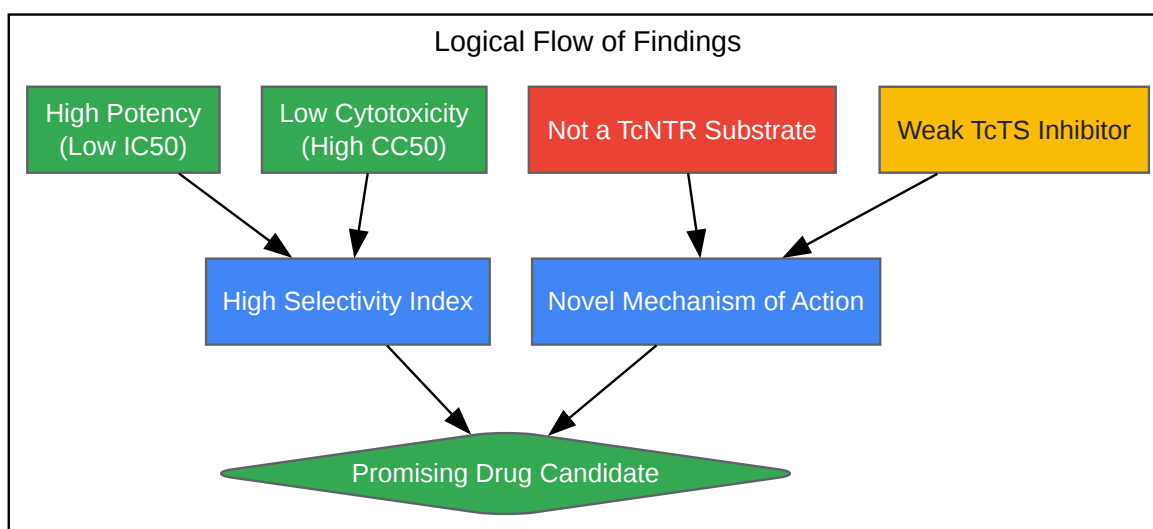 Logical Flow of Findings
High Potency
(Low IC50)
Low Cytotoxicity
(High CC50)
Not a TcNTR Substrate
Weak TcTS Inhibitor
High Selectivity Index
Novel Mechanism of Action
Promising Drug Candidate